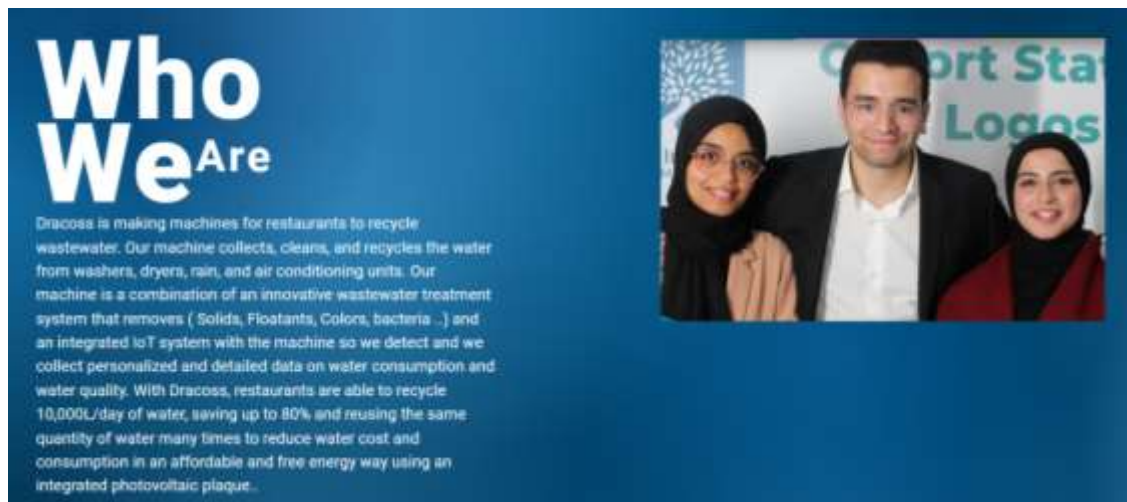 Who
We Are
Dracoss is making machines for restaurants to recycle
wastewater. Our machine collects, cleans, and recycles the water
from washers, dryers, rain, and air conditioning units. Our
machine is a combination of an innovative wastewater treatment
system that removes ( Solids, Floatants, Colors, bacteria ..) and
an integrated IoT system with the machine so we detect and we
collect personalized and detailed data on water consumption and
water quality. With Dracoss, restaurants are able to recycle
10,000L/day of water, saving up to 80% and reusing the same
quantity of water many times to reduce water cost and
consumption in an affordable and free energy way using an
integrated photovoltaic plaque..
ort Sta
Logos